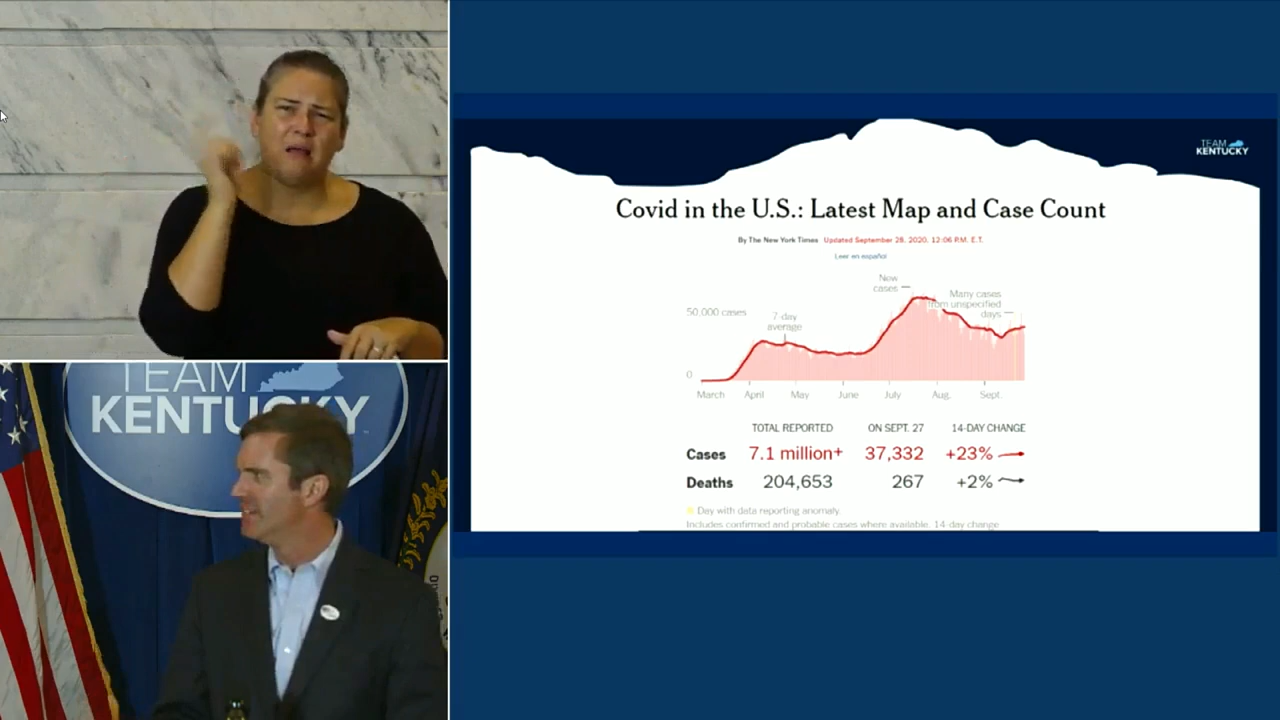 TEAM
KENTUCKY
TEAM
KENTUCKY
Covid in the U.S.: Latest Map and Case Count
By The New York Times Updated September 28, 2020, 12:06 P.M. E.T.
Leer en español
New
cases
Many cases
from unspecified
days
50,000 cases
7-day
average
0
March April May June July Aug. Sept.
TOTAL REPORTED ON SEPT. 27 14-DAY CHANGE
Cases 7.1 million+ 37,332 +23%
Deaths 204,653 267 +2%
Day with data reporting anomaly.
Includes confirmed and probable cases where available. 14-day change